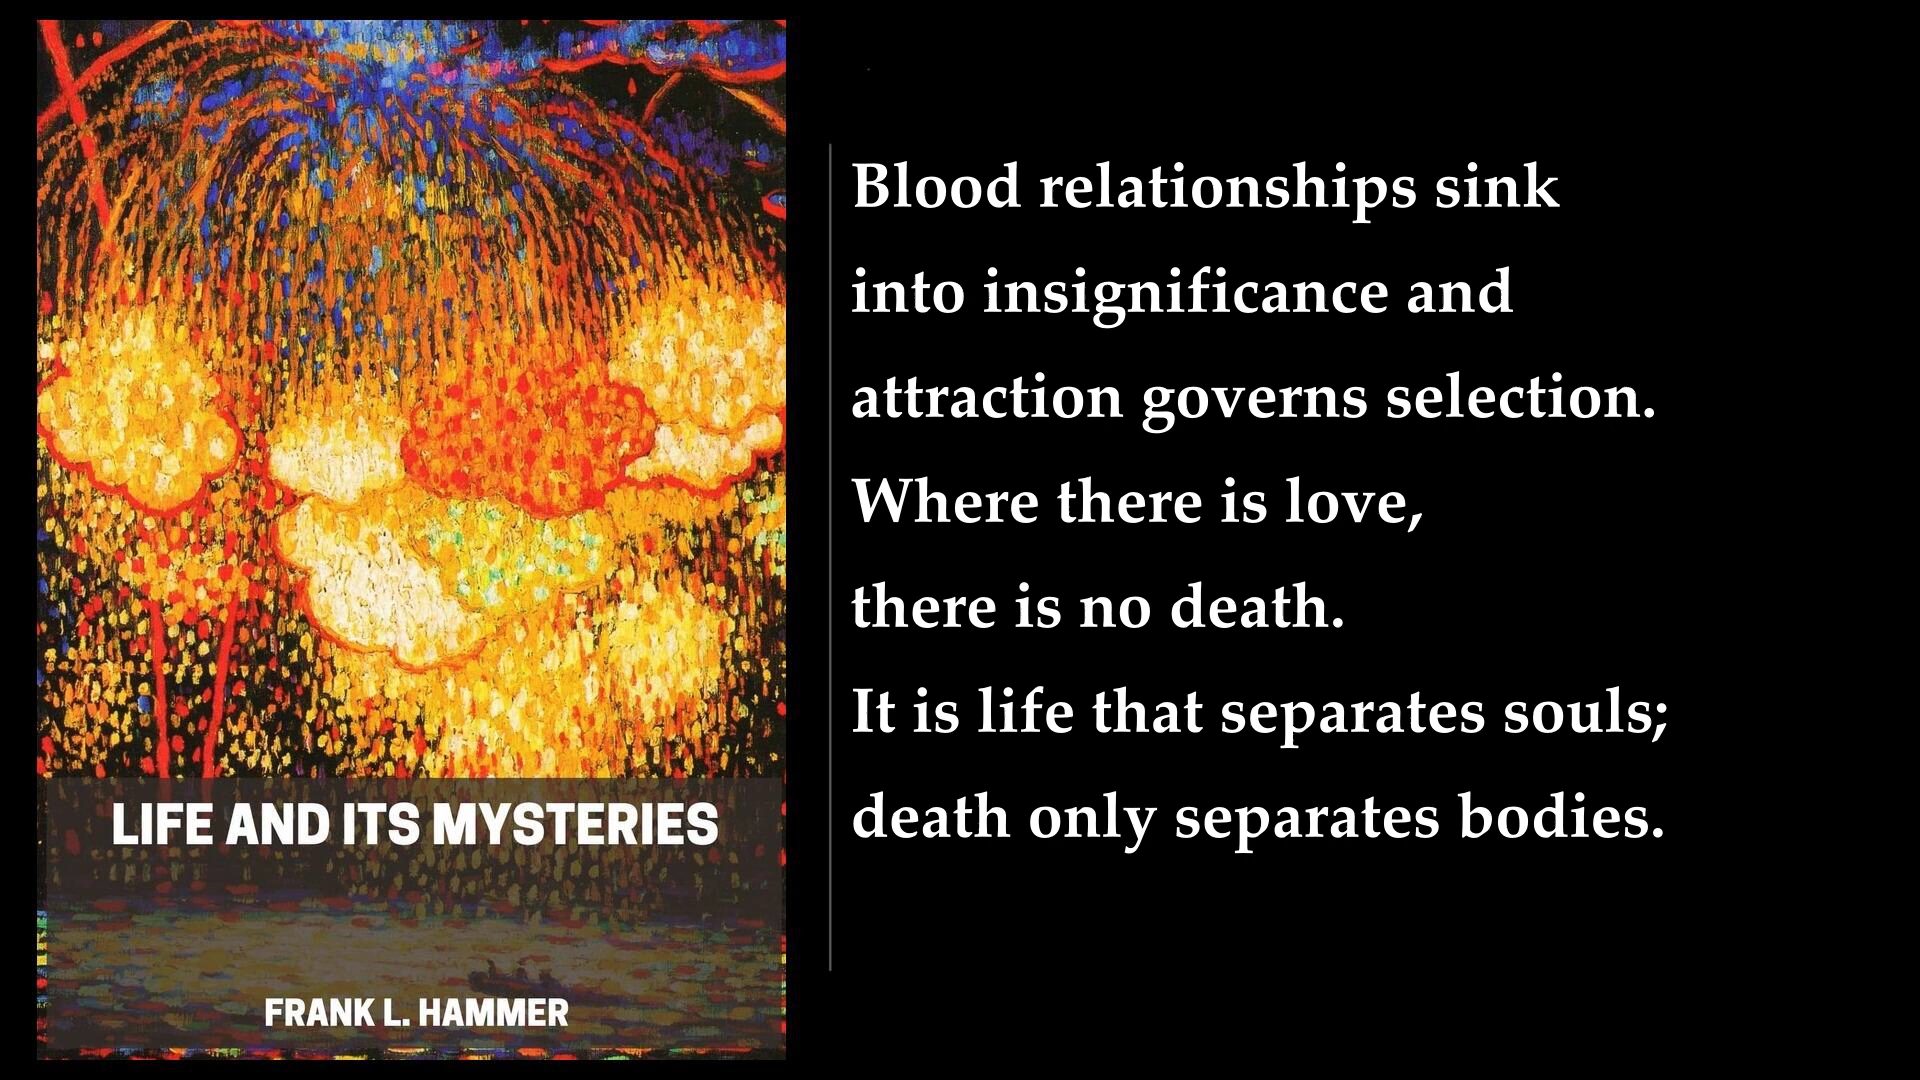 LIFE AND ITS MYSTERIES
FRANK L. HAMMER
Blood relationships sink
into insignificance and
attraction governs selection.
Where there is love,
there is no death.
It is life that separates souls;
death only separates bodies.